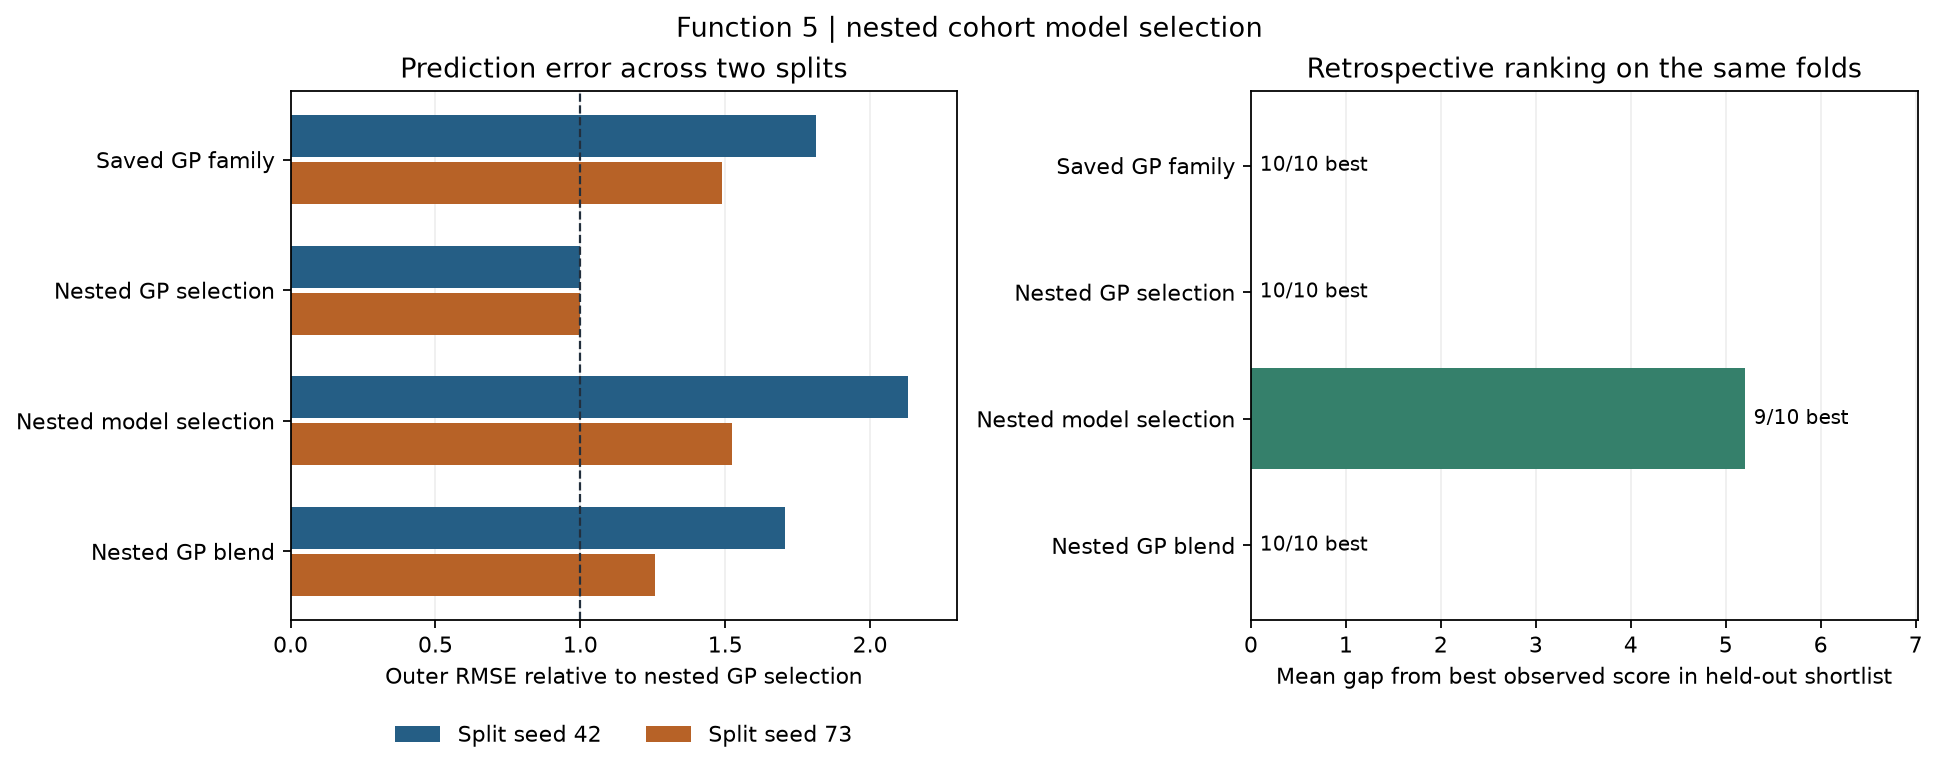 Function 5 | nested cohort model selection
Prediction error across two splits
Saved GP family
Nested GP selection
Nested model selection
Nested GP blend
0.0 0.5 1.0 1.5 2.0
Outer RMSE relative to nested GP selection
Split seed 42 Split seed 73
Retrospective ranking on the same folds
Saved GP family 10/10 best
Nested GP selection 10/10 best
Nested model selection 9/10 best
Nested GP blend 10/10 best
0 1 2 3 4 5 6 7
Mean gap from best observed score in held-out shortlist